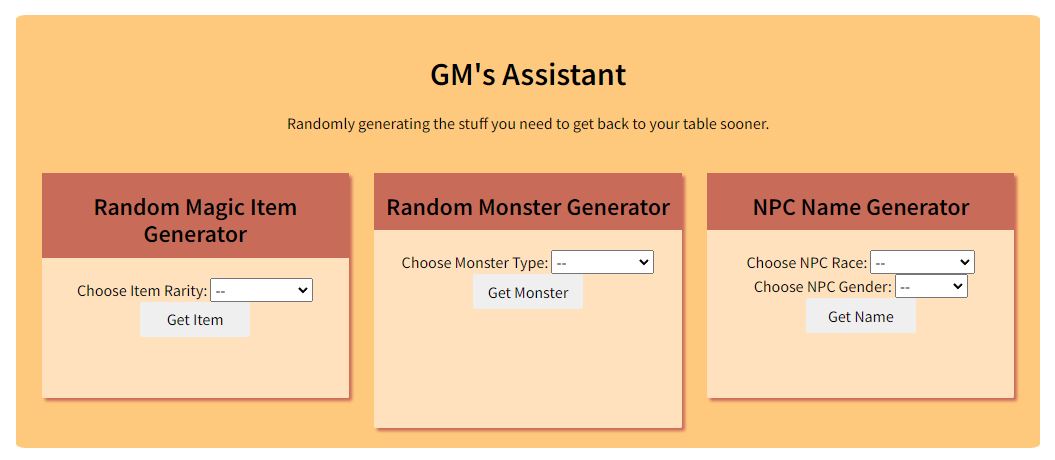 GM's Assistant
Randomly generating the stuff you need to get back to your table sooner.
Random Magic Item
Generator
Choose Item Rarity: --
Get Item
Random Monster Generator
Choose Monster Type: --
Get Monster
NPC Name Generator
Choose NPC Race: --
Choose NPC Gender: --
Get Name